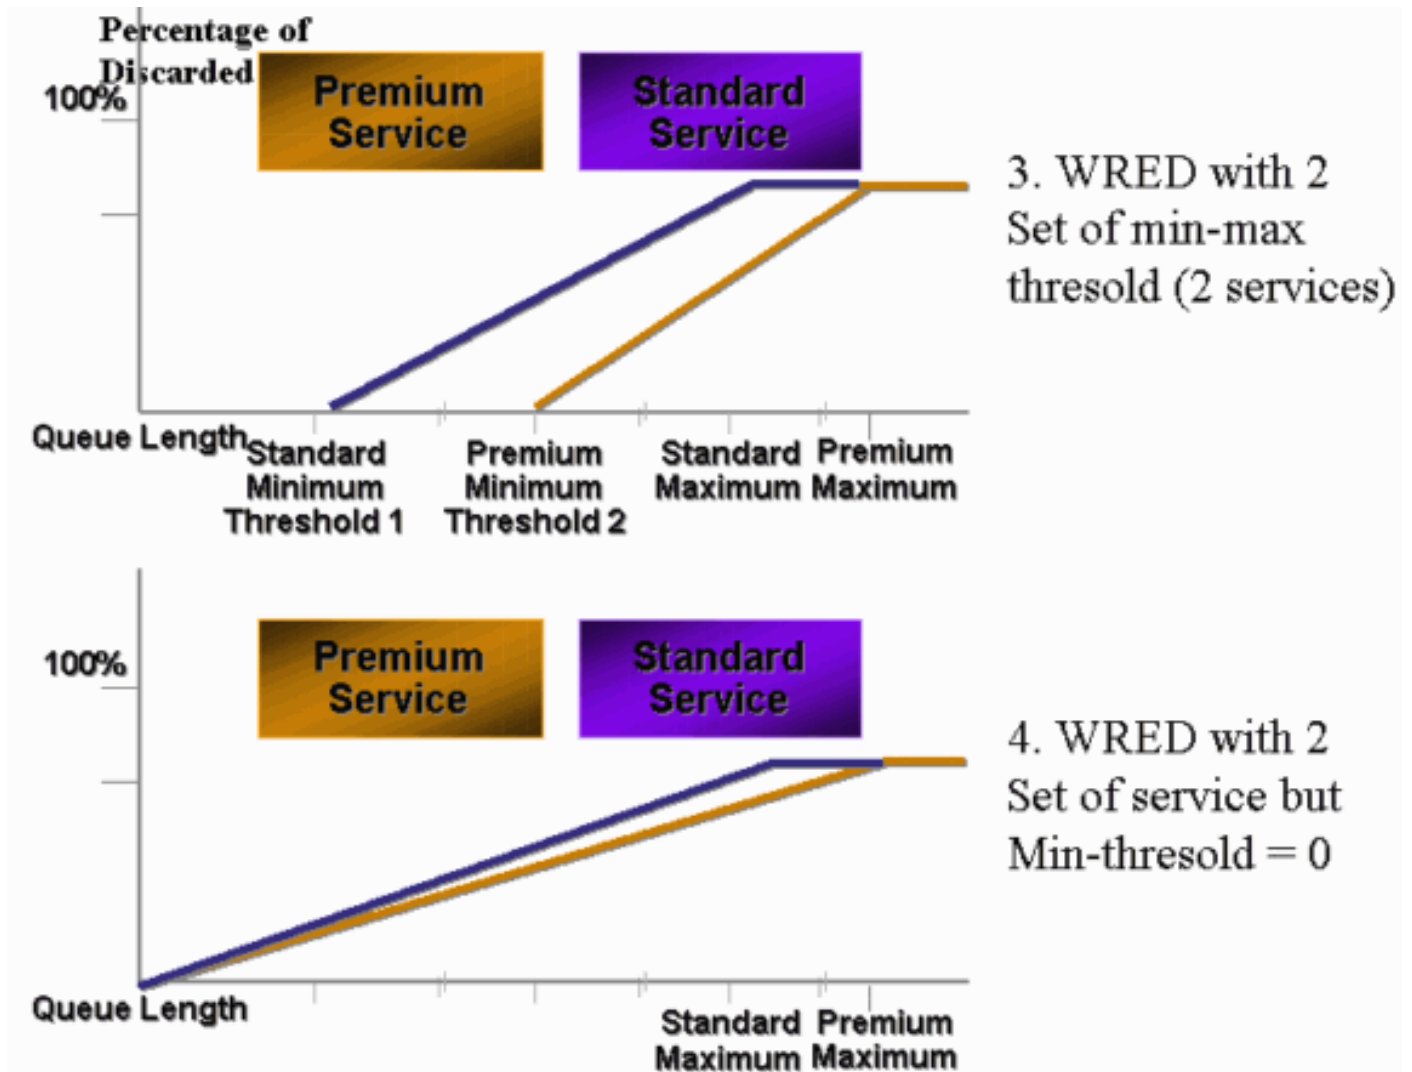 Percentage of
Discarded
100%
Premium
Service
Standard
Service
3. WRED with 2
Set of min-max
thresold (2 services)
Queue Length
Standard
Minimum
Threshold 1
Premium
Minimum
Threshold 2
Standard
Maximum
Premium
Maximum
100%
Premium
Service
Standard
Service
4. WRED with 2
Set of service but
Min-thresold = 0
Queue Length
Standard
Maximum
Premium
Maximum